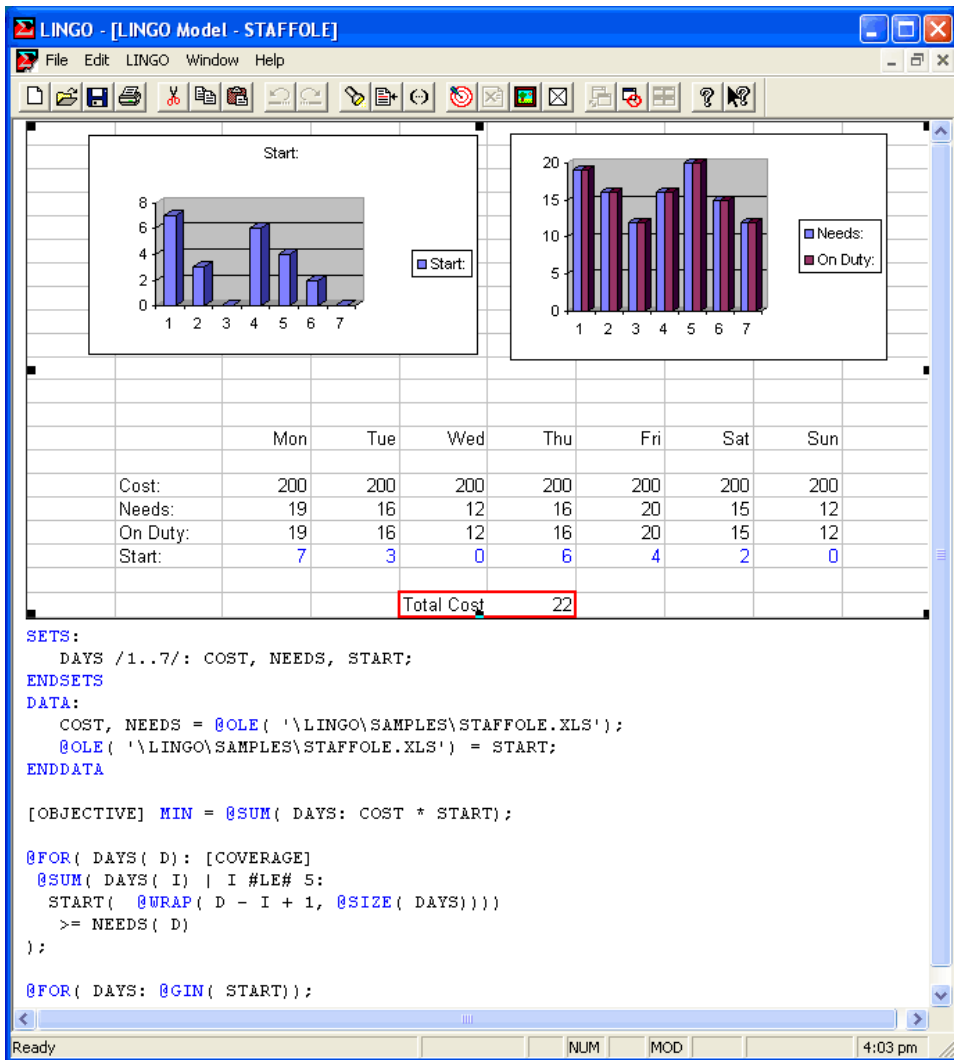 LINGO - [LINGO Model - STAFFOLE]
File Edit LINGO Window Help
Start:
8
6
4
2
0
1 2 3 4 5 6 7
Start:
20
15
10
5
0
1 2 3 4 5 6 7
Needs:
On Duty:
Mon Tue Wed Thu Fri Sat Sun
Cost: 200 200 200 200 200 200 200
Needs: 19 16 12 16 20 15 12
On Duty: 19 16 12 16 20 15 12
Start: 7 3 0 6 4 2 0
Total Cost 22
SETS:
DAYS /1..7/: COST, NEEDS, START;
ENDSETS
DATA:
COST, NEEDS = @OLE( '\LINGO\SAMPLES\STAFFOLE.XLS');
@OLE( '\LINGO\SAMPLES\STAFFOLE.XLS') = START;
ENDDATA
[OBJECTIVE] MIN = @SUM( DAYS: COST * START);
@FOR( DAYS( D): [COVERAGE]
@SUM( DAYS( I) | I #LE# 5:
START( @WRAP( D - I + 1, @SIZE( DAYS))))
>= NEEDS( D)
);
@FOR( DAYS: @GIN( START));
Ready NUM MOD 4:03 pm